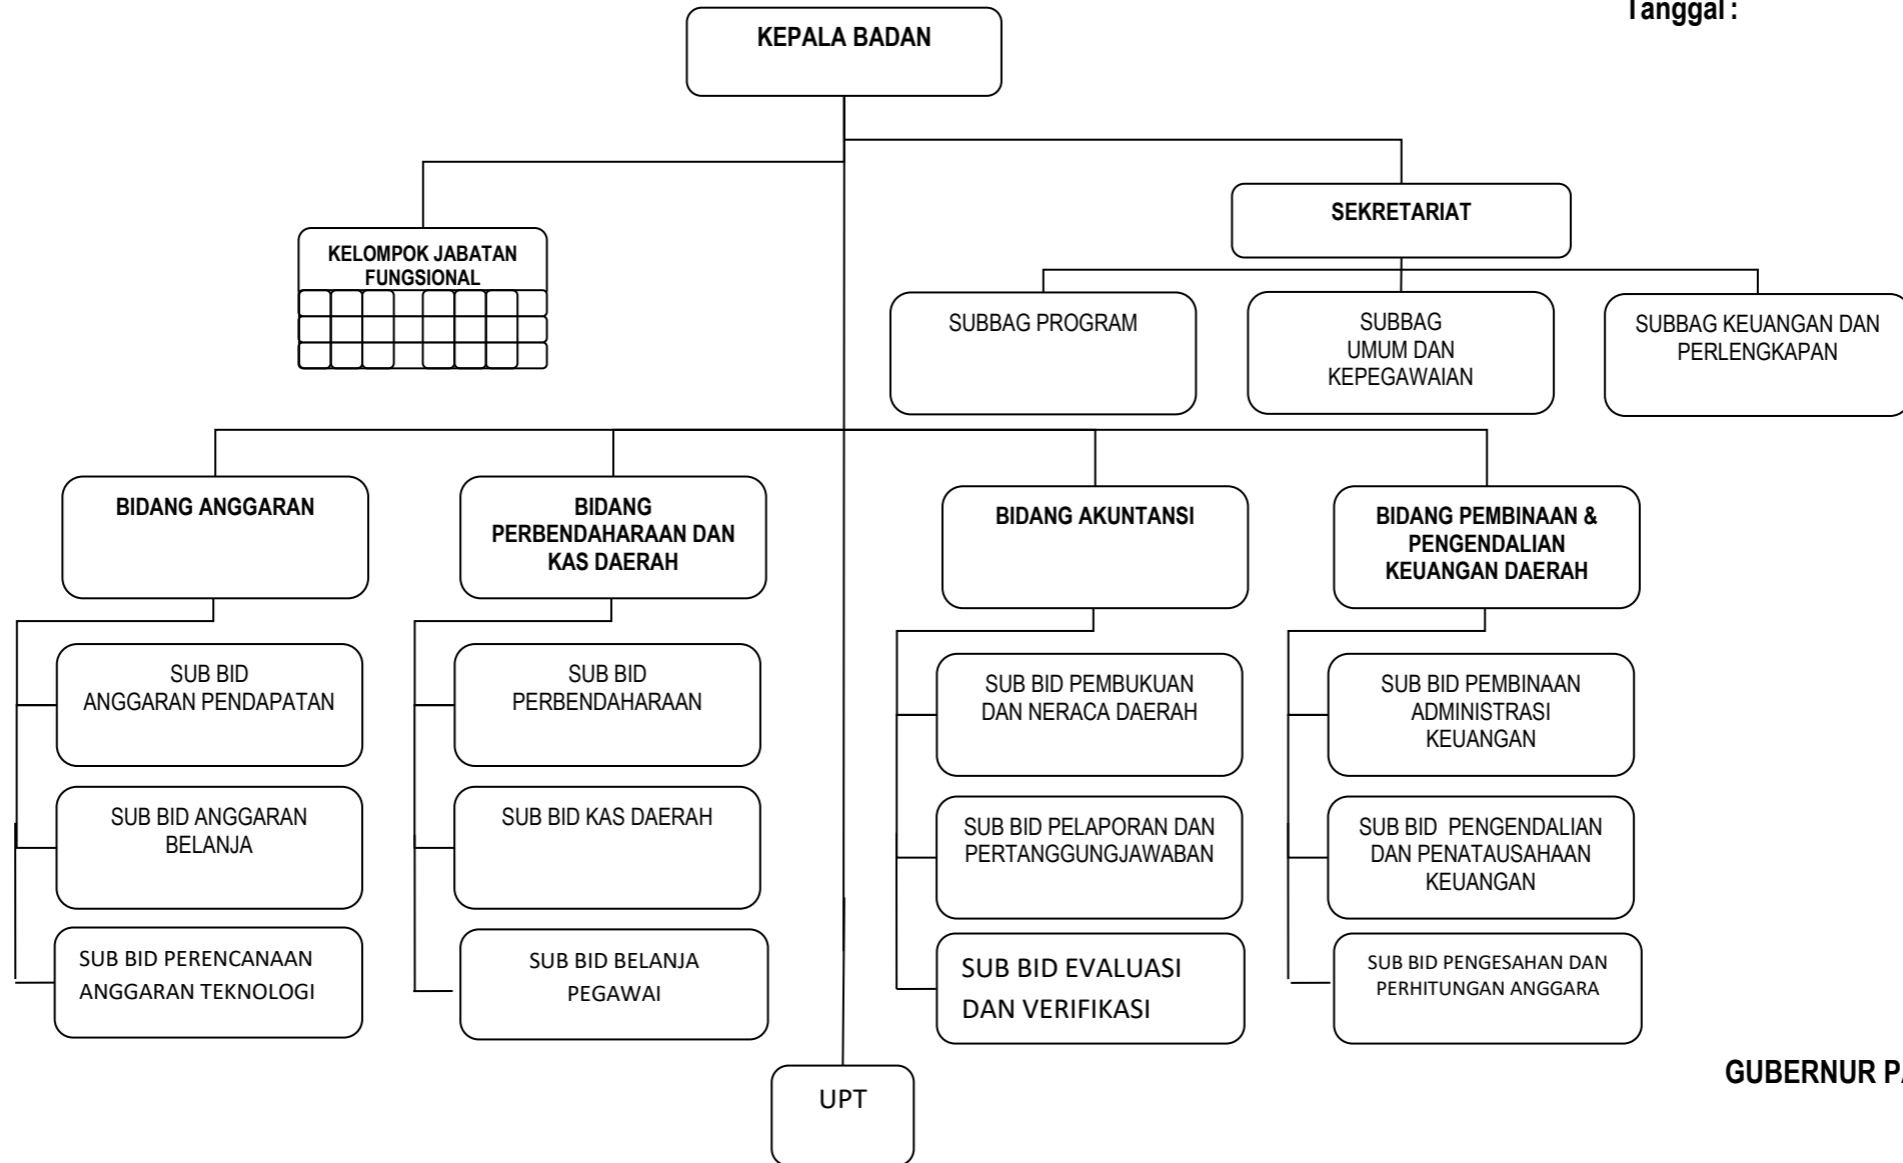 Tanggal :
KEPALA BADAN
SEKRETARIAT
KELOMPOK JABATAN
FUNGSIONAL
SUBBAG PROGRAM
SUBBAG
UMUM DAN
KEPEGAWAIAN
SUBBAG KEUANGAN DAN
PERLENGKAPAN
BIDANG ANGGARAN
BIDANG
PERBENDAHARAAN DAN
KAS DAERAH
BIDANG AKUNTANSI
BIDANG PEMBINAAN &
PENGENDALIAN
KEUANGAN DAERAH
SUB BID
ANGGARAN PENDAPATAN
SUB BID
PERBENDAHARAAN
SUB BID PEMBUKUAN
DAN NERACA DAERAH
SUB BID PEMBINAAN
ADMINISTRASI
KEUANGAN
SUB BID ANGGARAN
BELANJA
SUB BID KAS DAERAH
SUB BID PELAPORAN DAN
PERTANGGUNGJAWABAN
SUB BID  PENGENDALIAN
DAN PENATAUSAHAAN
KEUANGAN
SUB BID PERENCANAAN
ANGGARAN TEKNOLOGI
SUB BID BELANJA
PEGAWAI
SUB BID EVALUASI
DAN VERIFIKASI
SUB BID PENGESAHAN DAN
PERHITUNGAN ANGGARA
GUBERNUR
UPT